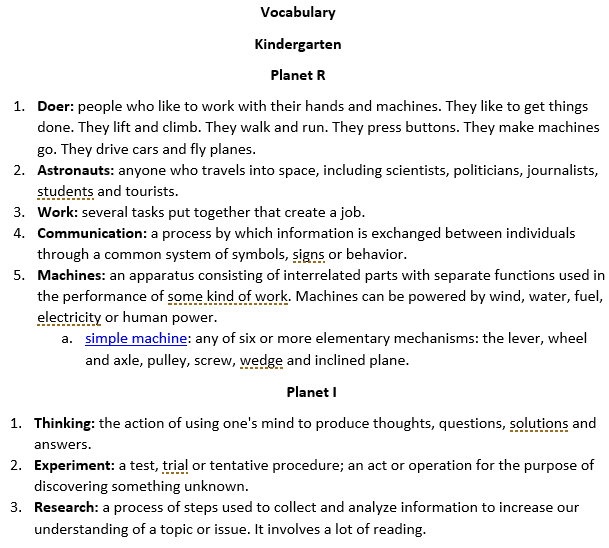 Vocabulary
Kindergarten
Planet R
1. Doer: people who like to work with their hands and machines. They like to get things
done. They lift and climb. They walk and run. They press buttons. They make machines
go. They drive cars and fly planes.
2. Astronauts: anyone who travels into space, including scientists, politicians, journalists,
students and tourists.
3. Work: several tasks put together that create a job.
4. Communication: a process by which information is exchanged between individuals
through a common system of symbols, signs or behavior.
5. Machines: an apparatus consisting of interrelated parts with separate functions used in
the performance of some kind of work. Machines can be powered by wind, water, fuel,
electricity or human power.
a. simple machine: any of six or more elementary mechanisms: the lever, wheel
and axle, pulley, screw, wedge and inclined plane.
Planet I
1. Thinking: the action of using one's mind to produce thoughts, questions, solutions and
answers.
2. Experiment: a test, trial or tentative procedure; an act or operation for the purpose of
discovering something unknown.
3. Research: a process of steps used to collect and analyze information to increase our
understanding of a topic or issue. It involves a lot of reading.